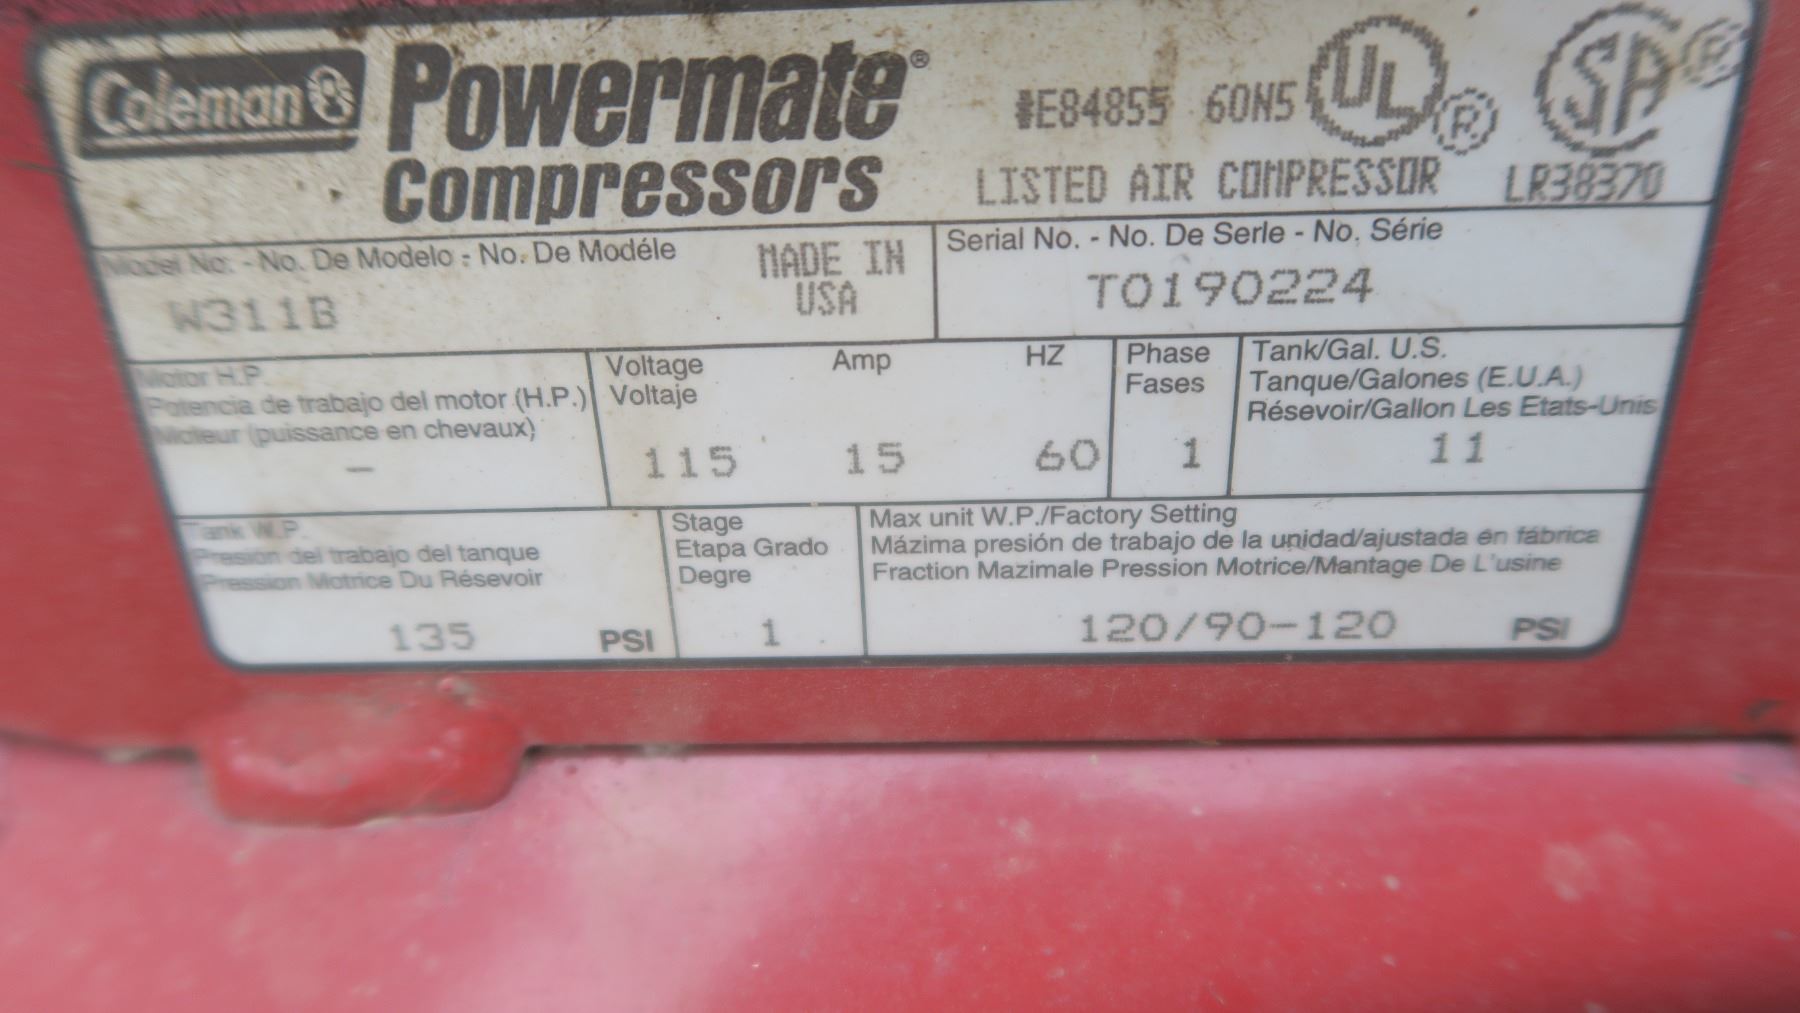 Coleman Powermate® #E84855 60N5 UL® SA®
Compressors LISTED AIR COMPRESSOR LR38370
Model No. - No. De Modelo - No. De Modéle MADE IN USA
W311B
Serial No. - No. De Serle - No. Série
TO190224
Motor H.P.
Potencia de trabajo del motor (H.P.)
Moteur (puissance en chevaux)
-
Voltage Amp HZ
Voltaje
115 15 60
Phase
Fases
1
Tank/Gal. U.S.
Tanque/Galones (E.U.A.)
Résevoir/Gallon Les Etats-Unis
11
Tank W.P.
Presion del trabajo del tanque
Pression Motrice Du Résevoir
135 PSI
Stage
Etapa Grado
Degre
1
Max unit W.P./Factory Setting
Mázima presión de trabajo de la unidad/ajustada én fábrica
Fraction Mazimale Pression Motrice/Mantage De L'usine
120/90-120 PSI